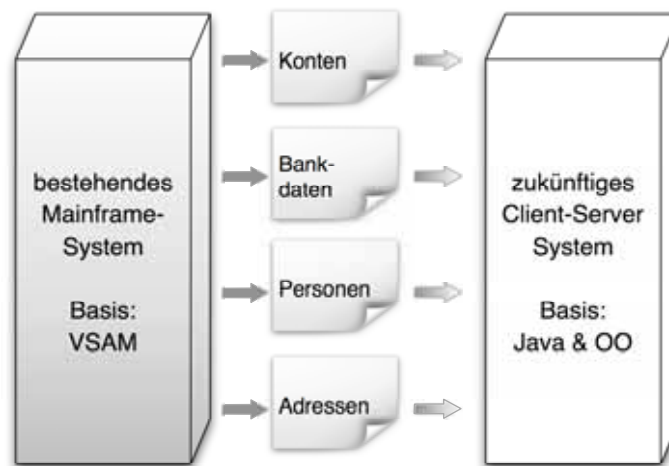 bestehendes
Mainframe-
System
Basis:
VSAM
Konten
Bank-
daten
Personen
Adressen
zukünftiges
Client-Server
System
Basis:
Java & OO